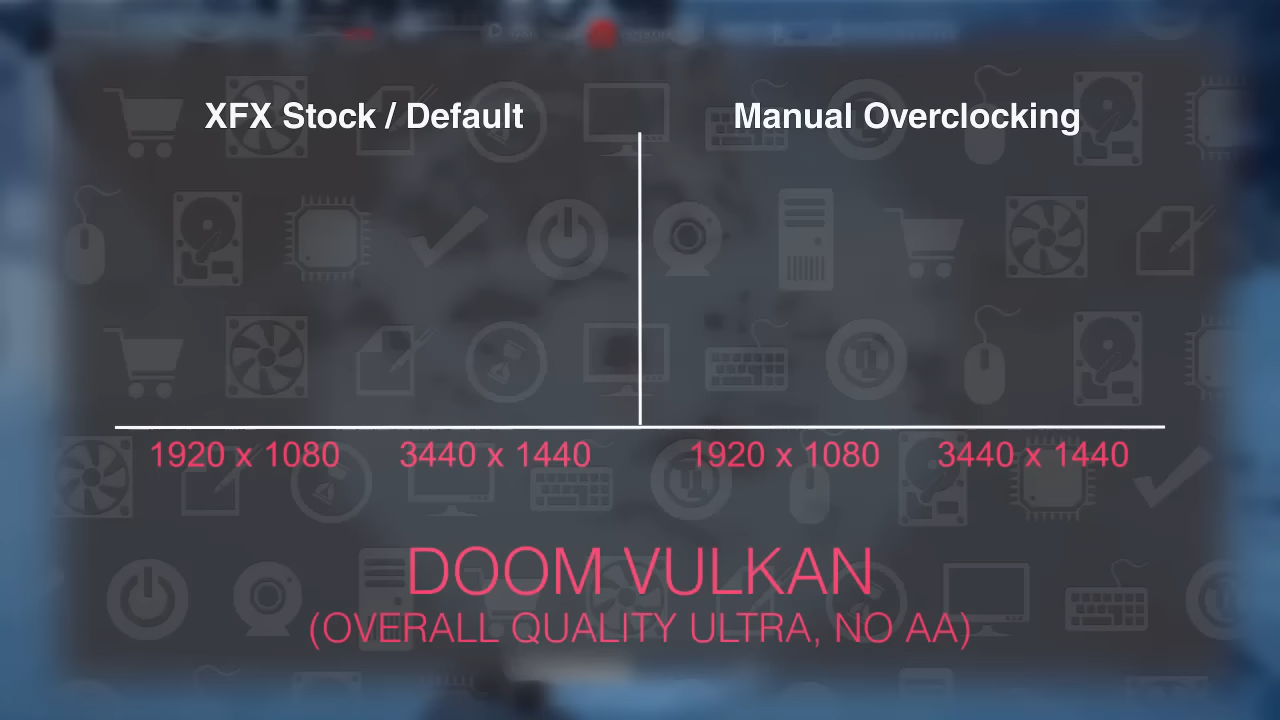 XFX Stock / Default
Manual Overclocking
1920 x 1080
3440 x 1440
1920 x 1080
3440 x 1440
DOOM VULKAN
(OVERALL QUALITY ULTRA, NO AA)